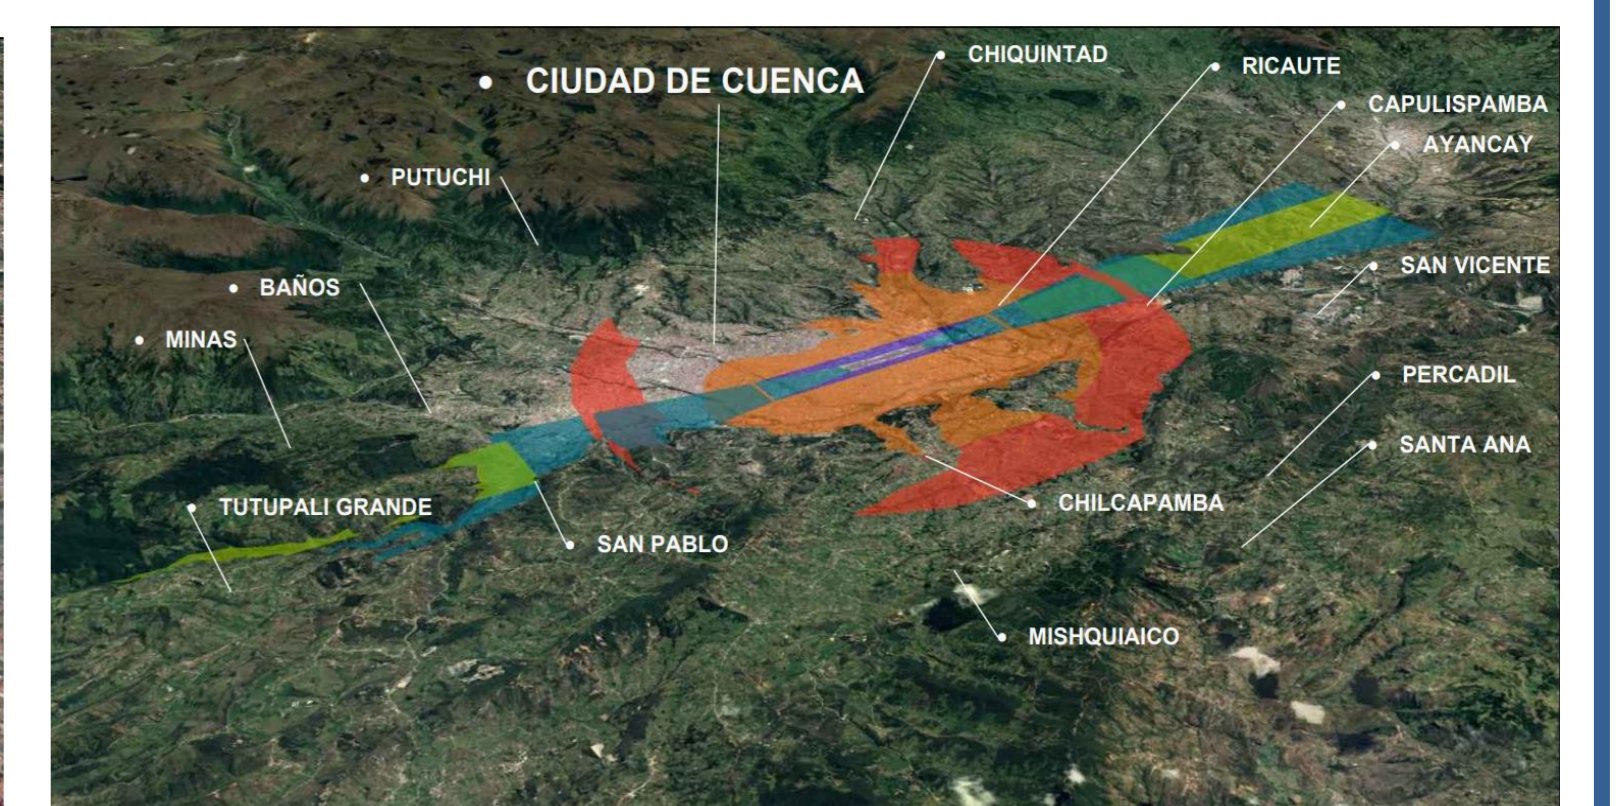 CHIQUINTAD
RICAUTE
CIUDAD DE CUENCA
CAPULISPAMBA
AYANCAY
PUTUCHI
SAN VICENTE
BAÑOS
MINAS
PERCADIL
SANTA ANA
TUTUPALI GRANDE
CHILCAPAMBA
SAN PABLO
MISHQUIAICO